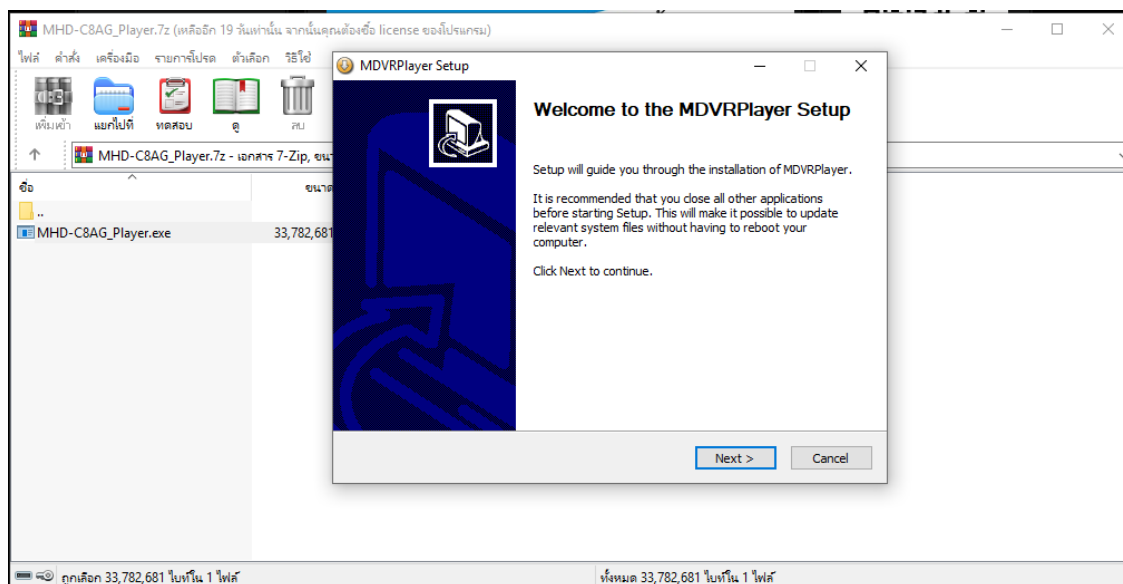 MHD-C8AG_Player.7z (เหลืออีก 19 วันเท่านั้น จากนั้นคุณต้องซื้อ license ของโปรแกรม)
ไฟล์ คำสั่ง เครื่องมือ รายการโปรด ตัวเลือก วิธีใช้
เพิ่มเข้า แยกไปที่ ทดสอบ ดู ลบ
MHD-C8AG_Player.7z - เอกสาร 7-Zip,
ชื่อ
..
MHD-C8AG_Player.exe 33,782,681
MDVRPlayer Setup
Welcome to the MDVRPlayer Setup
Setup will guide you through the installation of MDVRPlayer.
It is recommended that you close all other applications
before starting Setup. This will make it possible to update
relevant system files without having to reboot your
computer.
Click Next to continue.
Next > Cancel
ถูกเลือก 33,782,681 ไบท์ใน 1 ไฟล์ ทั้งหมด 33,782,681 ไบท์ใน 1 ไฟล์